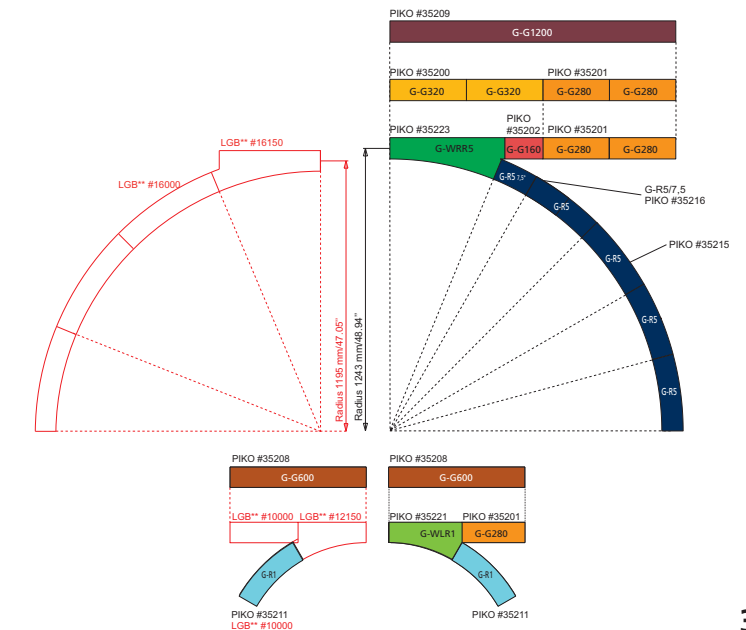 PIKO #35209
G-G1200
PIKO #35200
PIKO #35201
G-G320
G-G320
G-G280
G-G280
PIKO #35223
PIKO
#35202
PIKO #35201
G-WRR5
G-G160
G-G280
G-G280
LGB** #16150
LGB** #16000
G-R5 7,5°
G-R5/7,5
PIKO #35216
G-R5
PIKO #35215
G-R5
G-R5
G-R5
Radius 1195 mm/47.05"
Radius 1243 mm/48.94"
PIKO #35208
G-G600
LGB** #10000
LGB** #12150
G-R1
PIKO #35211
LGB** #10000
PIKO #35208
G-G600
PIKO #35221
PIKO #35201
G-WLR1
G-G280
G-R1
PIKO #35211